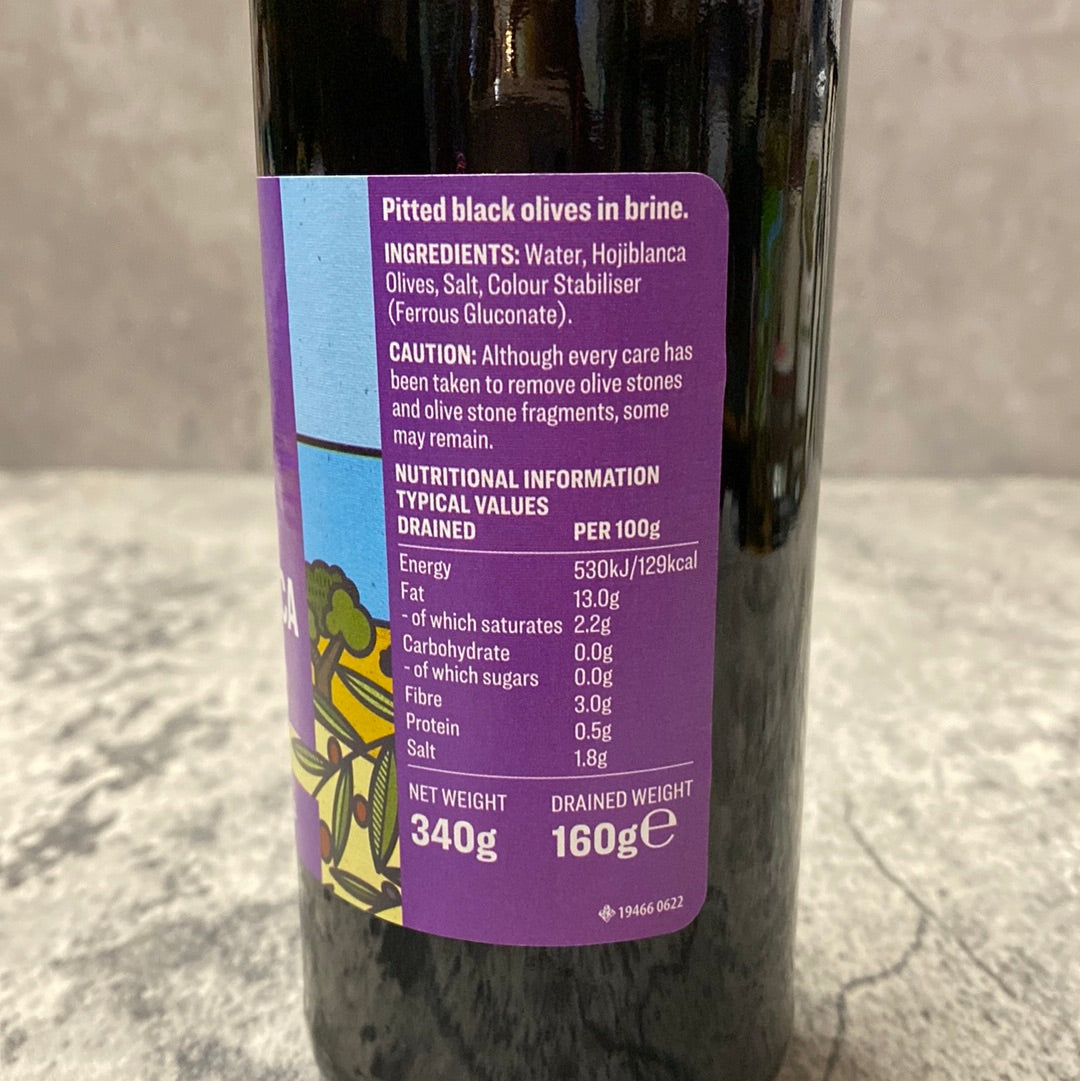 Pitted black olives in brine.
INGREDIENTS: Water, Hojiblanca
Olives, Salt, Colour Stabiliser
(Ferrous Gluconate).
CAUTION: Although every care has
been taken to remove olive stones
and olive stone fragments, some
may remain.
NUTRITIONAL INFORMATION
TYPICAL VALUES
DRAINED PER 100g
Energy 530kJ/129kcal
Fat 13.0g
- of which saturates 2.2g
Carbohydrate 0.0g
- of which sugars 0.0g
Fibre 3.0g
Protein 0.5g
Salt 1.8g
NET WEIGHT DRAINED WEIGHT
340g 160g℮
19466 0622